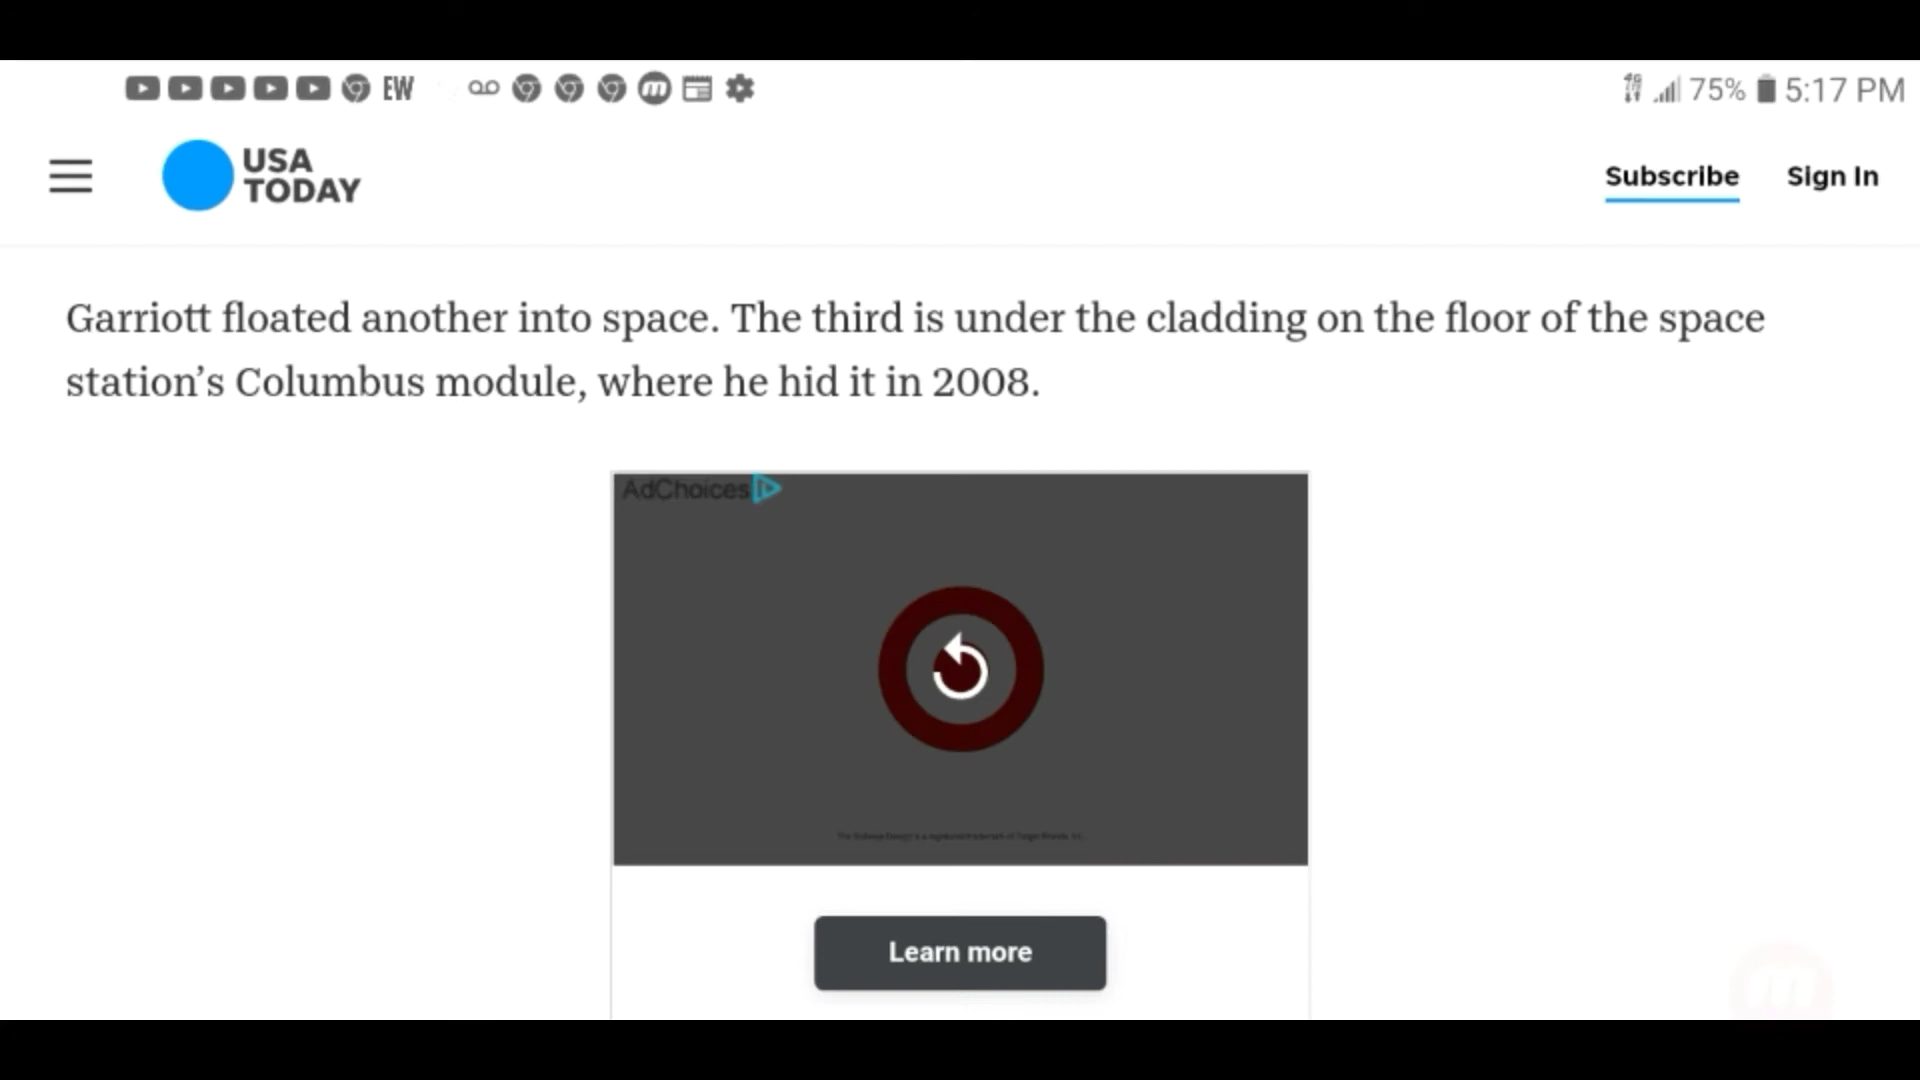 EW
75% 5:17 PM
USA
TODAY
Subscribe Sign In
Garriott floated another into space. The third is under the cladding on the floor of the space
station’s Columbus module, where he hid it in 2008.
AdChoices
Learn more